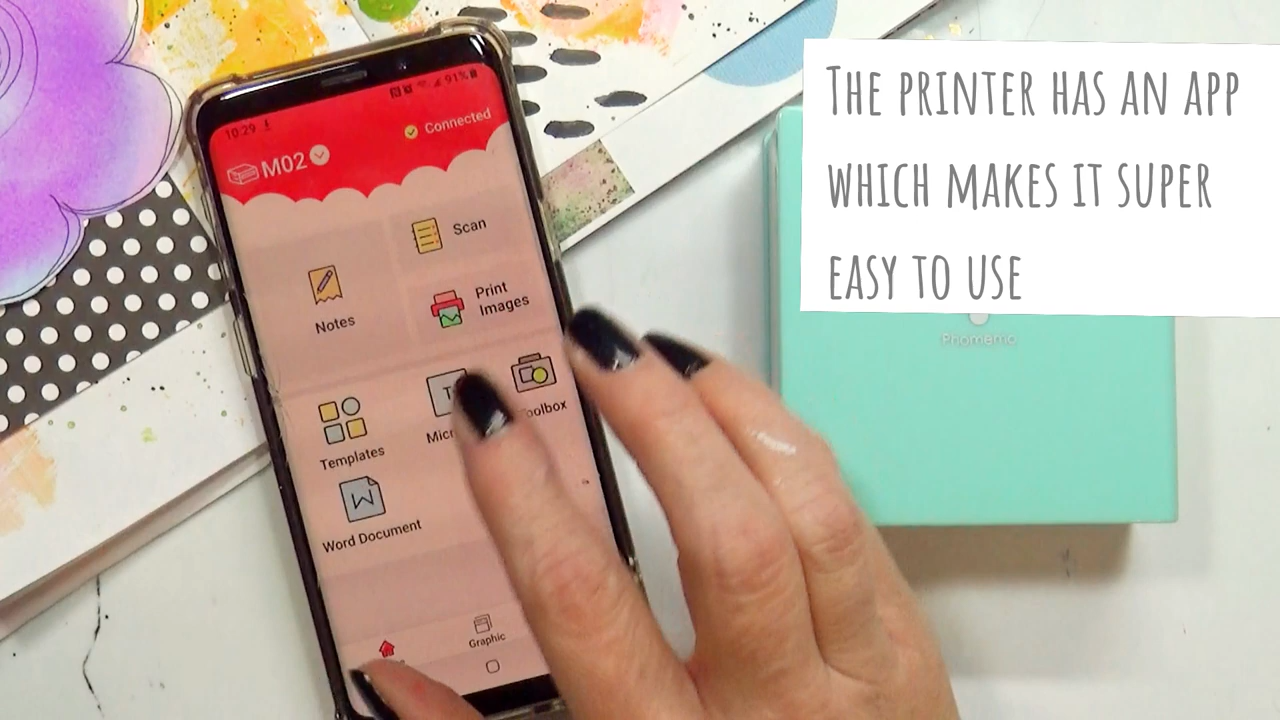 THE PRINTER HAS AN APP
WHICH MAKES IT SUPER
EASY TO USE
10:29
91%
Connected
M02
Scan
Notes
Print
Images
Templates
Word Document
Graphic
Phomemo